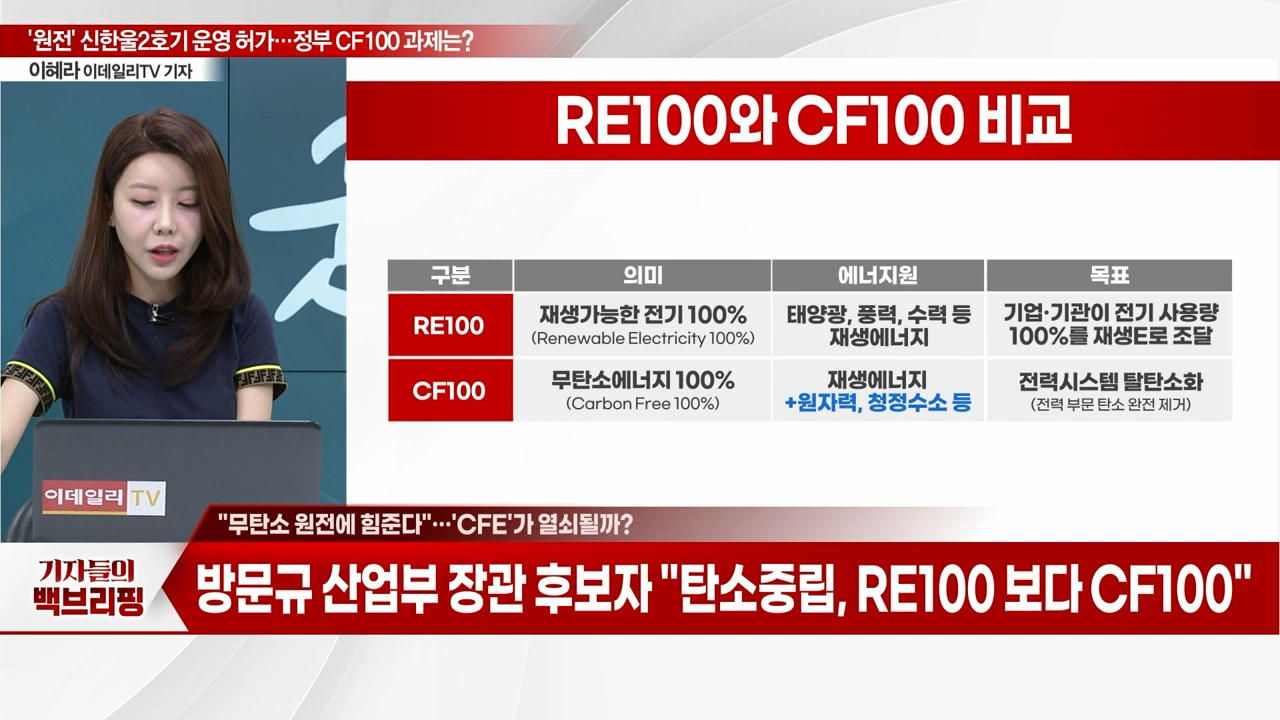 '원전' 신한울2호기 운영 허가…정부 CF100 과제는?
이혜라 이데일리TV 기자
RE100와 CF100 비교
구분 의미 에너지원 목표
RE100
재생가능한 전기 100%
(Renewable Electricity 100%)
태양광, 풍력, 수력 등
재생에너지
기업·기관이 전기 사용량
100%를 재생E로 조달
CF100
무탄소에너지 100%
(Carbon Free 100%)
재생에너지
+원자력, 청정수소 등
전력시스템 탈탄소화
(전력 부문 탄소 완전 제거)
이데일리TV
"무탄소 원전에 힘준다"…'CFE'가 열쇠될까?
기자들의
백브리핑
방문규 산업부 장관 후보자 "탄소중립, RE100 보다 CF100"